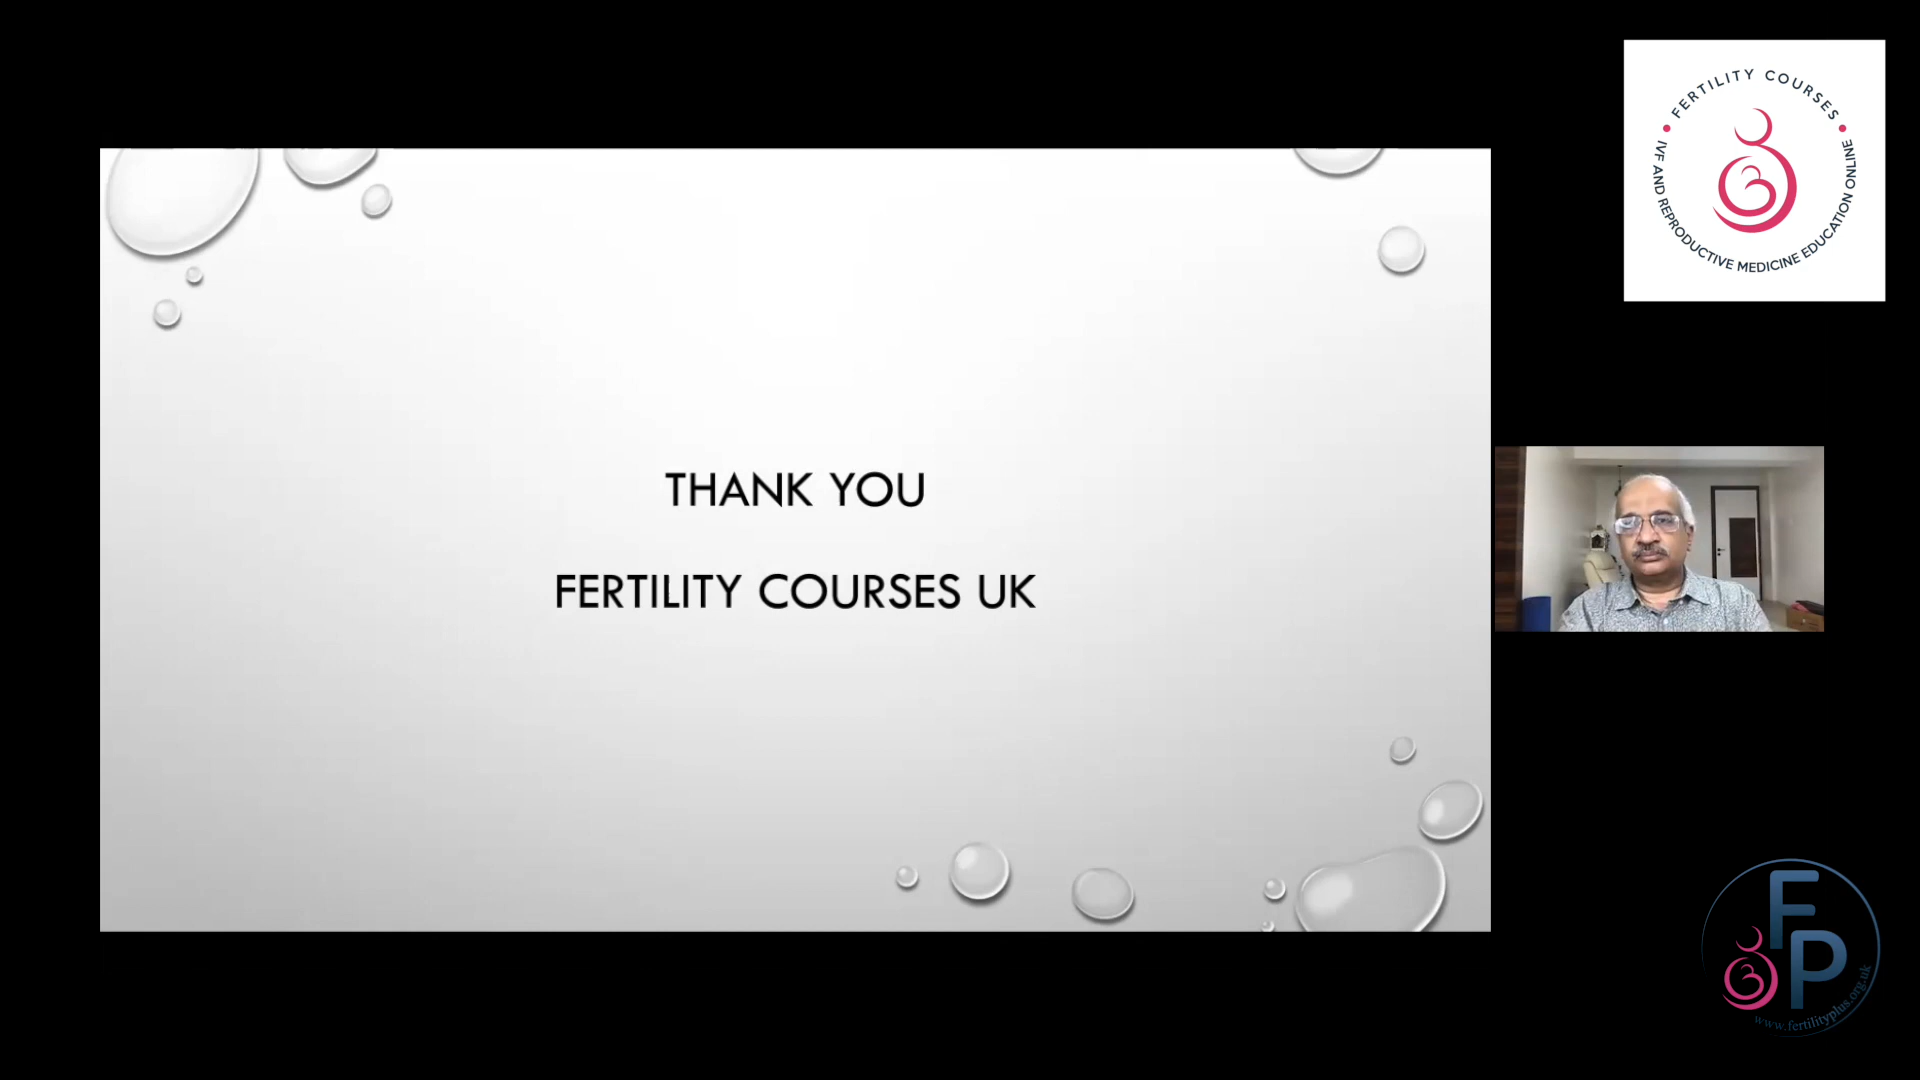 THANK YOU
FERTILITY COURSES UK
• FERTILITY COURSES •
IVF AND REPRODUCTIVE MEDICINE EDUCATION ONLINE
FP
www.fertilityplus.org.uk